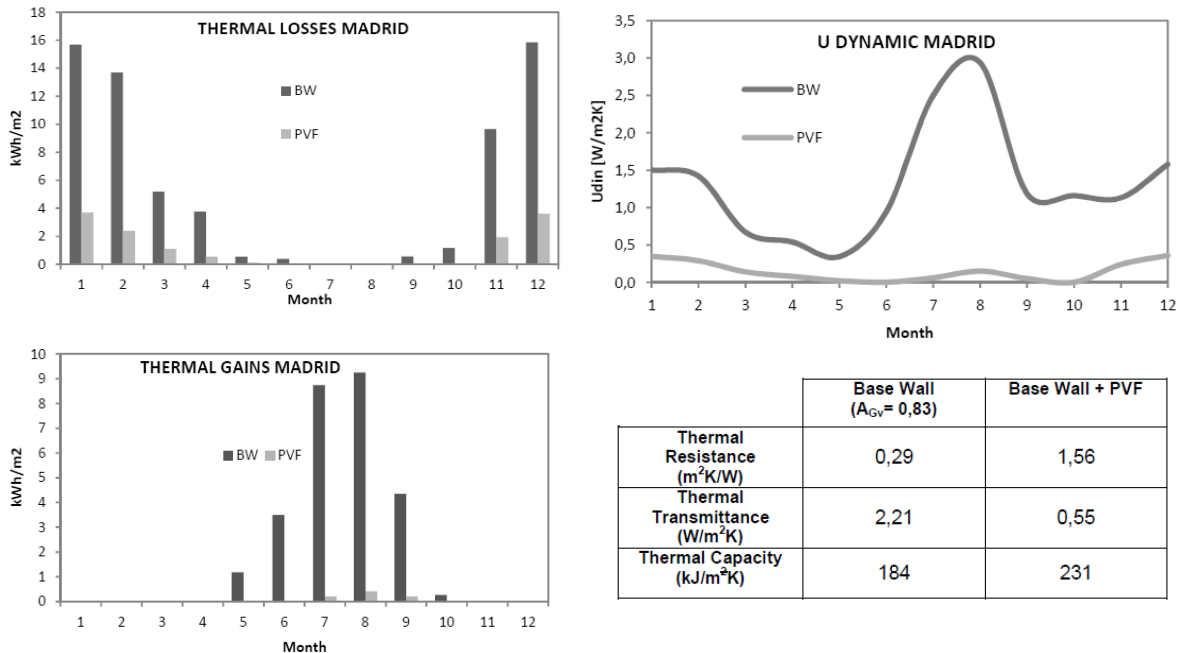 THERMAL LOSSES MADRID
kWh/m2
18
16
14
12
10
8
6
4
2
0
BW
PVF
1 2 3 4 5 6 7 8 9 10 11 12
Month
U DYNAMIC MADRID
Udin [W/m2K]
3,5
3,0
2,5
2,0
1,5
1,0
0,5
0,0
BW
PVF
1 2 3 4 5 6 7 8 9 10 11 12
Month
THERMAL GAINS MADRID
kWh/m2
10
9
8
7
6
5
4
3
2
1
0
BW PVF
1 2 3 4 5 6 7 8 9 10 11 12
Month
Base Wall
(AGv= 0,83)
Base Wall + PVF
Thermal
Resistance
(m²K/W)
0,29
1,56
Thermal
Transmittance
(W/m²K)
2,21
0,55
Thermal Capacity
(kJ/m²K)
184
231